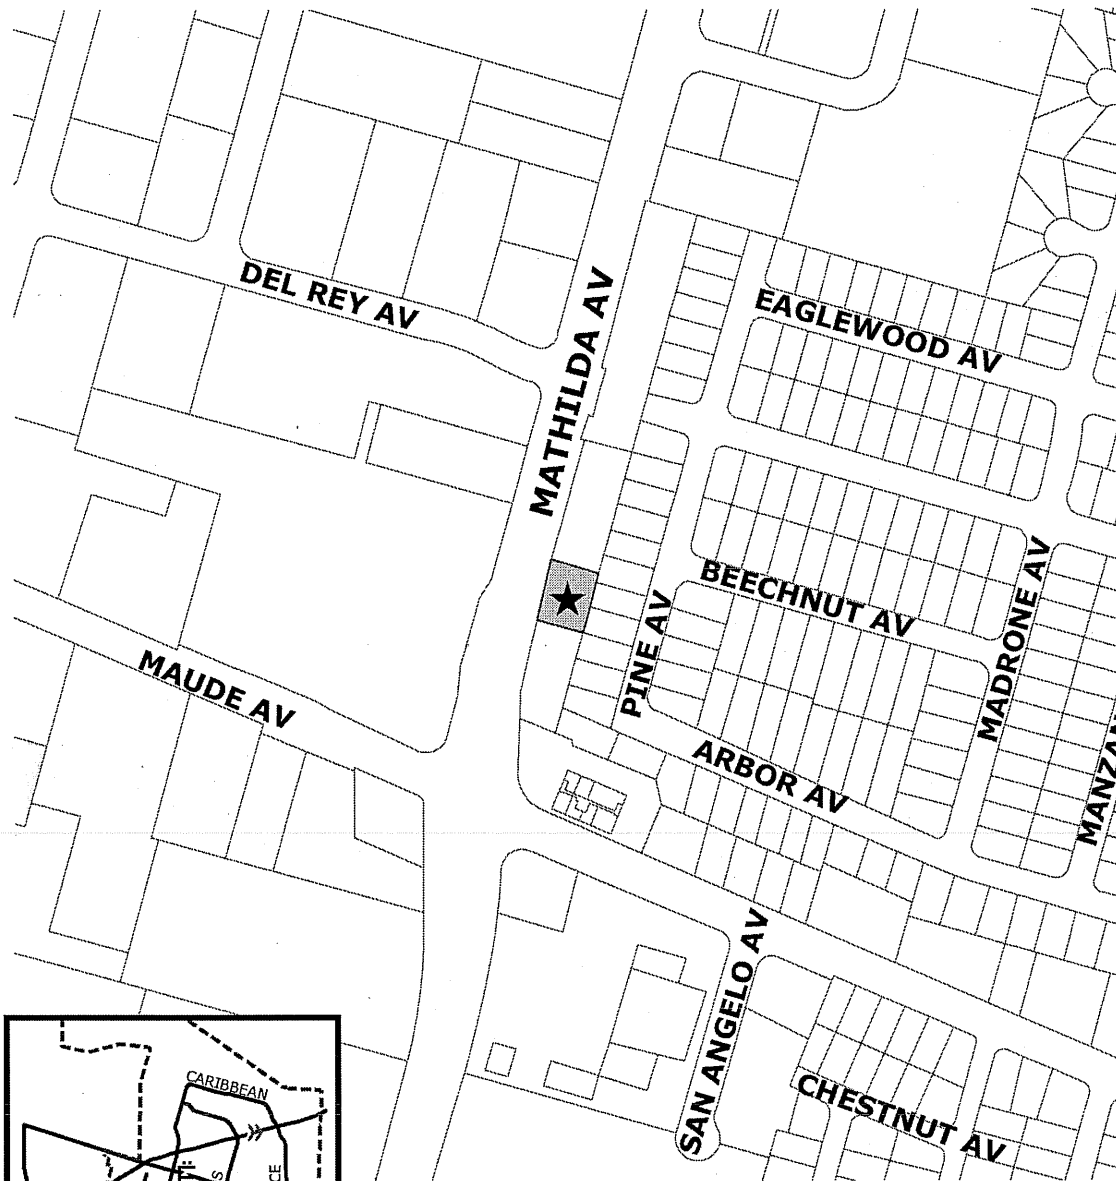 DEL REY AV
MATHILDA AV
EAGLEWOOD AV
BEECHNUT AV
MADRONE AV
PINE AV
MAUDE AV
ARBOR AV
SAN ANGELO AV
CHESTNUT AV
CARIBBEAN